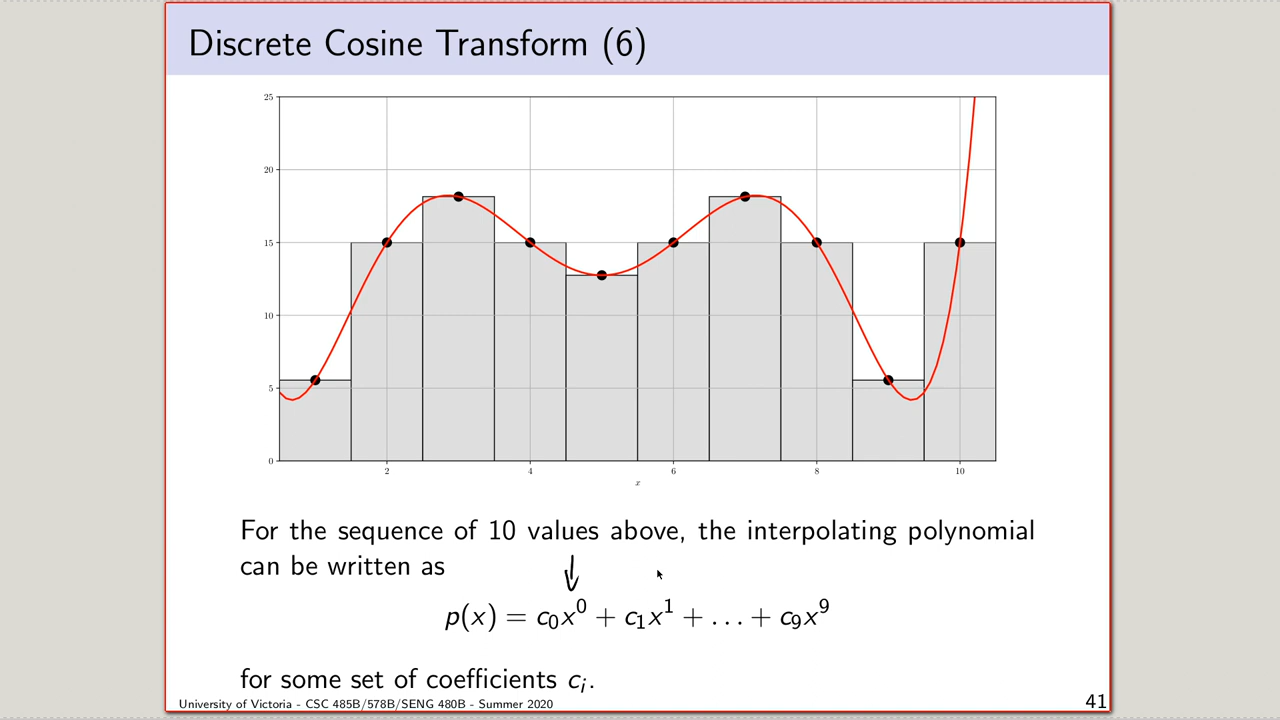 Discrete Cosine Transform (6)
25
20
15
10
5
0
2 4 6 8 10
x
For the sequence of 10 values above, the interpolating polynomial
can be written as
p(x) = c₀x⁰ + c₁x¹ + . . . + c₉x⁹
for some set of coefficients cᵢ.
University of Victoria - CSC 485B/578B/SENG 480B - Summer 2020 41